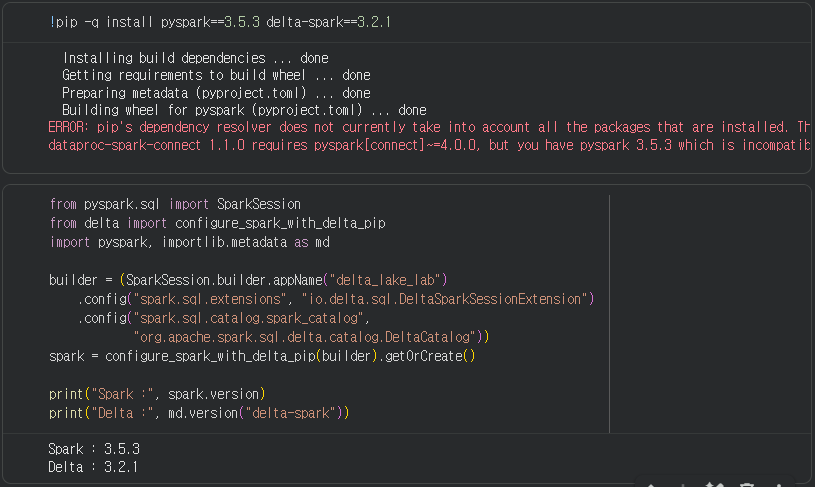 !pip -q install pyspark==3.5.3 delta-spark==3.2.1
Installing build dependencies ... done
Getting requirements to build wheel ... done
Preparing metadata (pyproject.toml) ... done
Building wheel for pyspark (pyproject.toml) ... done
ERROR: pip's dependency resolver does not currently take into account all the packages that are installed. Th
dataproc-spark-connect 1.1.0 requires pyspark[connect]~=4.0.0, but you have pyspark 3.5.3 which is incompatib
from pyspark.sql import SparkSession
from delta import configure_spark_with_delta_pip
import pyspark, importlib.metadata as md
builder = (SparkSession.builder.appName("delta_lake_lab")
.config("spark.sql.extensions", "io.delta.sql.DeltaSparkSessionExtension")
.config("spark.sql.catalog.spark_catalog",
"org.apache.spark.sql.delta.catalog.DeltaCatalog"))
spark = configure_spark_with_delta_pip(builder).getOrCreate()
print("Spark :", spark.version)
print("Delta :", md.version("delta-spark"))
Spark : 3.5.3
Delta : 3.2.1